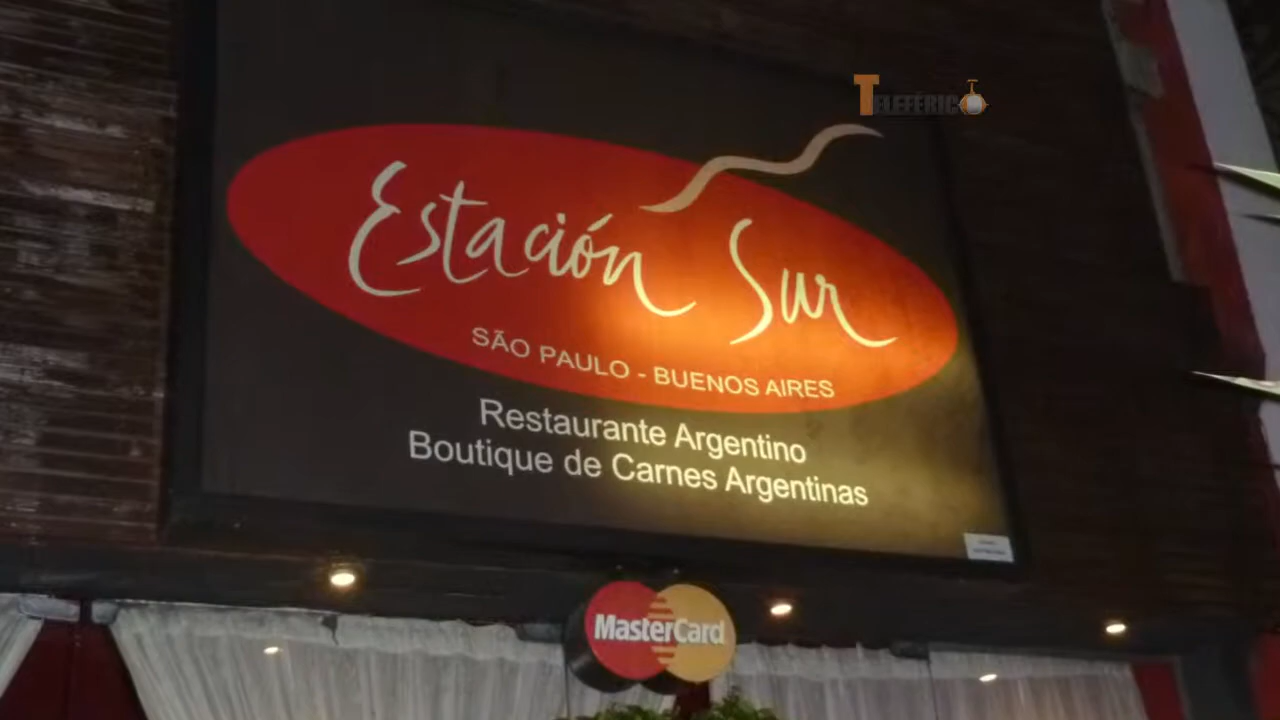 TELEFÉRICO
Estación Sur
SÃO PAULO - BUENOS AIRES
Restaurante Argentino
Boutique de Carnes Argentinas
MasterCard